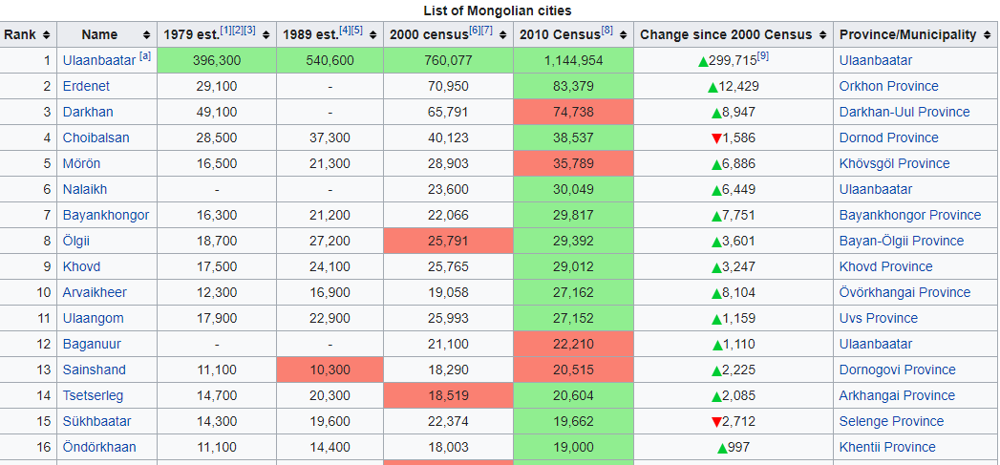 List of Mongolian cities
Rank Name 1979 est.[1][2][3] 1989 est.[4][5] 2000 census[6][7] 2010 Census[8] Change since 2000 Census Province/Municipality
1 Ulaanbaatar [a] 396,300 540,600 760,077 1,144,954 ▲299,715[9] Ulaanbaatar
2 Erdenet 29,100 - 70,950 83,379 ▲12,429 Orkhon Province
3 Darkhan 49,100 - 65,791 74,738 ▲8,947 Darkhan-Uul Province
4 Choibalsan 28,500 37,300 40,123 38,537 ▼1,586 Dornod Province
5 Mörön 16,500 21,300 28,903 35,789 ▲6,886 Khövsgöl Province
6 Nalaikh - - 23,600 30,049 ▲6,449 Ulaanbaatar
7 Bayankhongor 16,300 21,200 22,066 29,817 ▲7,751 Bayankhongor Province
8 Ölgii 18,700 27,200 25,791 29,392 ▲3,601 Bayan-Ölgii Province
9 Khovd 17,500 24,100 25,765 29,012 ▲3,247 Khovd Province
10 Arvaikheer 12,300 16,900 19,058 27,162 ▲8,104 Övörkhangai Province
11 Ulaangom 17,900 22,900 25,993 27,152 ▲1,159 Uvs Province
12 Baganuur - - 21,100 22,210 ▲1,110 Ulaanbaatar
13 Sainshand 11,100 10,300 18,290 20,515 ▲2,225 Dornogovi Province
14 Tsetserleg 14,700 20,300 18,519 20,604 ▲2,085 Arkhangai Province
15 Sükhbaatar 14,300 19,600 22,374 19,662 ▼2,712 Selenge Province
16 Öndörkhaan 11,100 14,400 18,003 19,000 ▲997 Khentii Province